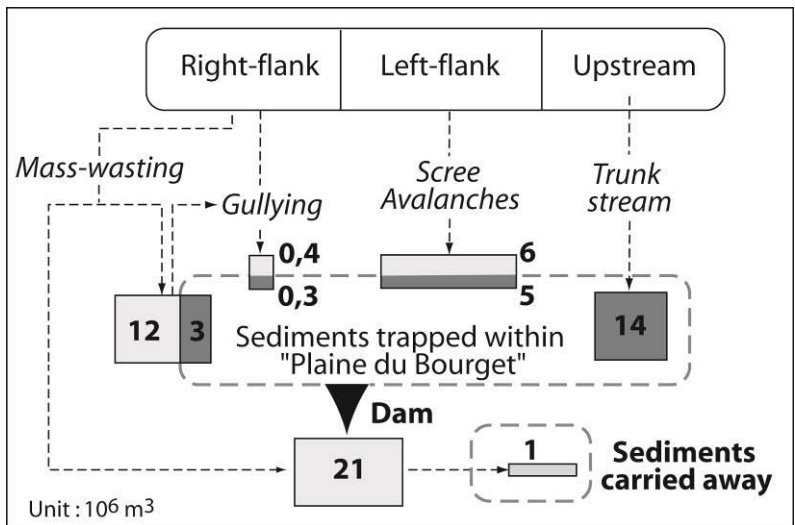 Right-flank
Left-flank
Upstream
Mass-wasting
Gullying
Scree
Avalanches
Trunk
stream
0,4
0,3
6
5
12
3
14
Sediments trapped within
"Plaine du Bourget"
Dam
21
1
Sediments
carried away
Unit : 10⁶ m³